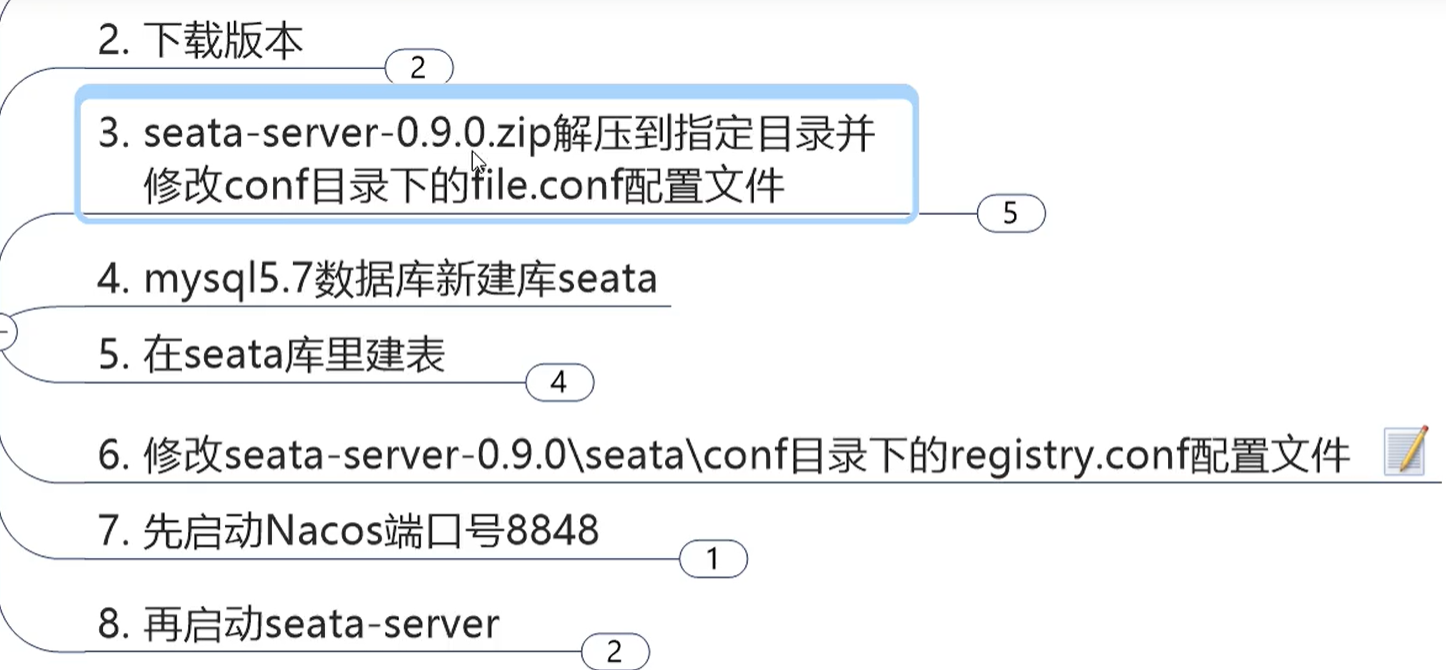 2. 下载版本
2
3. seata-server-0.9.0.zip解压到指定目录并
修改conf目录下的file.conf配置文件
5
4. mysql5.7数据库新建库seata
5. 在seata库里建表
4
6. 修改seata-server-0.9.0\seata\conf目录下的registry.conf配置文件
7. 先启动Nacos端口号8848
1
8. 再启动seata-server
2